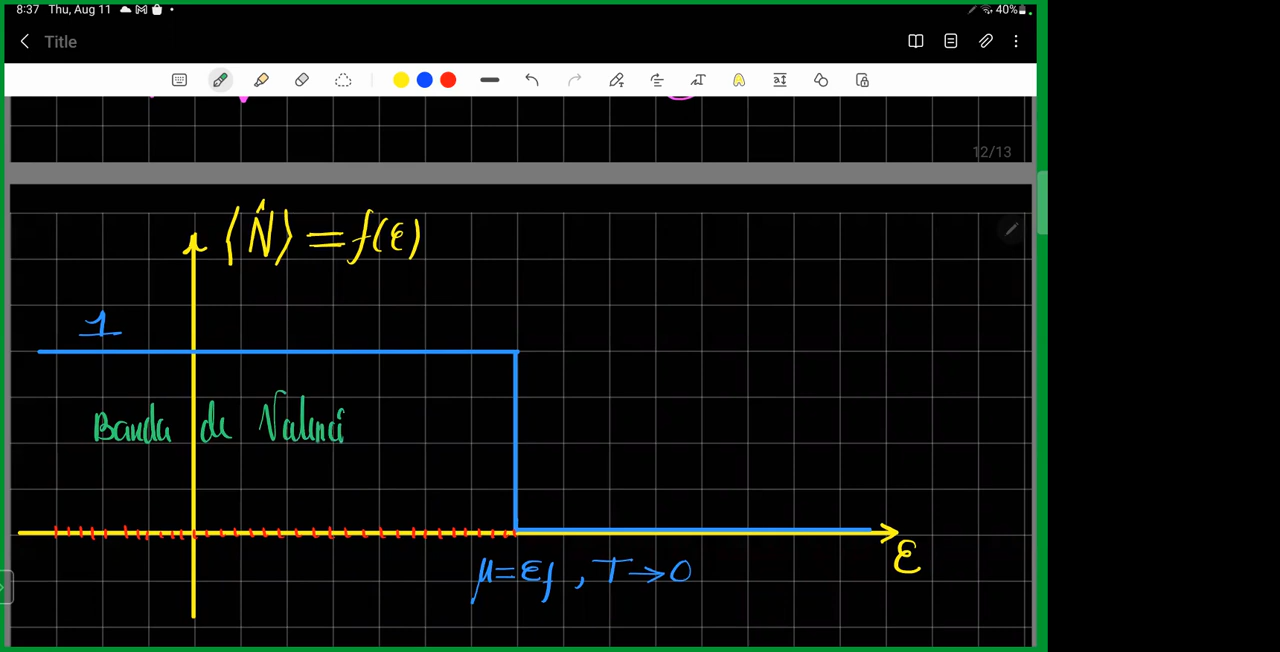 8:37 Thu, Aug 11
40%
Title
12/13
⟨N̂⟩ = f(ε)
1
Banda de Valenci
μ = εf , T → 0
ε